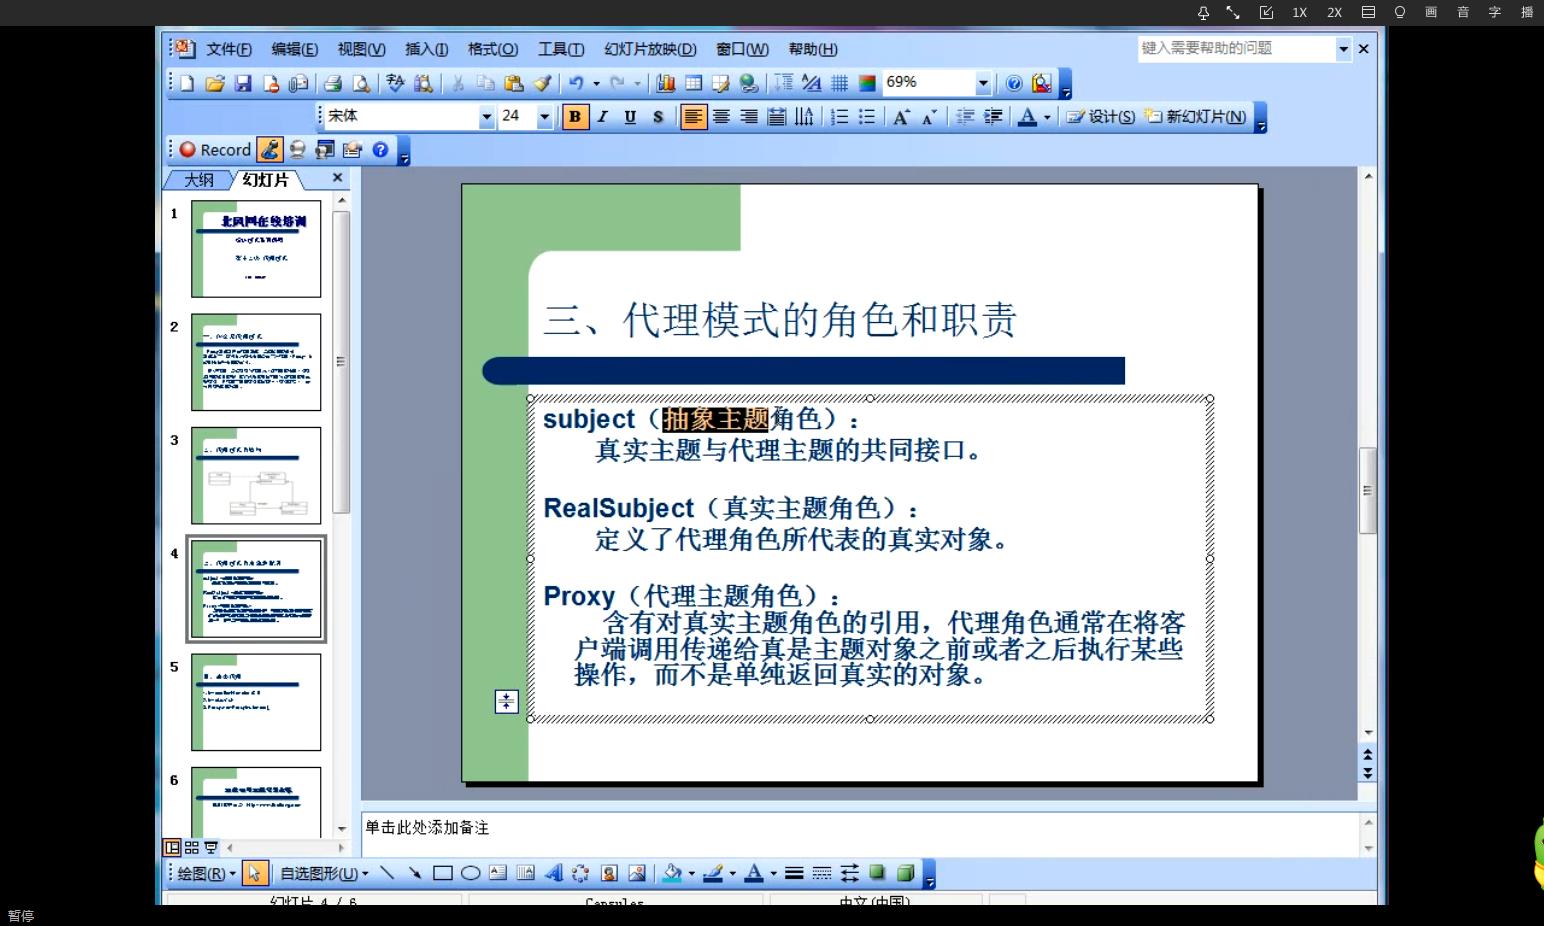 1X 2X 画 音 字 播
文件(F) 编辑(E) 视图(V) 插入(I) 格式(O) 工具(T) 幻灯片放映(D) 窗口(W) 帮助(H) 键入需要帮助的问题
69%
宋体 24 B I U S 设计(S) 新幻灯片(N)
Record
大纲 幻灯片
1
北风网在线培训
2
3
4
5
6
三、代理模式的角色和职责
subject（抽象主题角色）：
真实主题与代理主题的共同接口。
RealSubject（真实主题角色）：
定义了代理角色所代表的真实对象。
Proxy（代理主题角色）：
含有对真实主题角色的引用，代理角色通常在将客
户端调用传递给真是主题对象之前或者之后执行某些
操作，而不是单纯返回真实的对象。
单击此处添加备注
绘图(R) 自选图形(U)
幻灯片 4 / 6 Capsules 中文(中国)
暂停